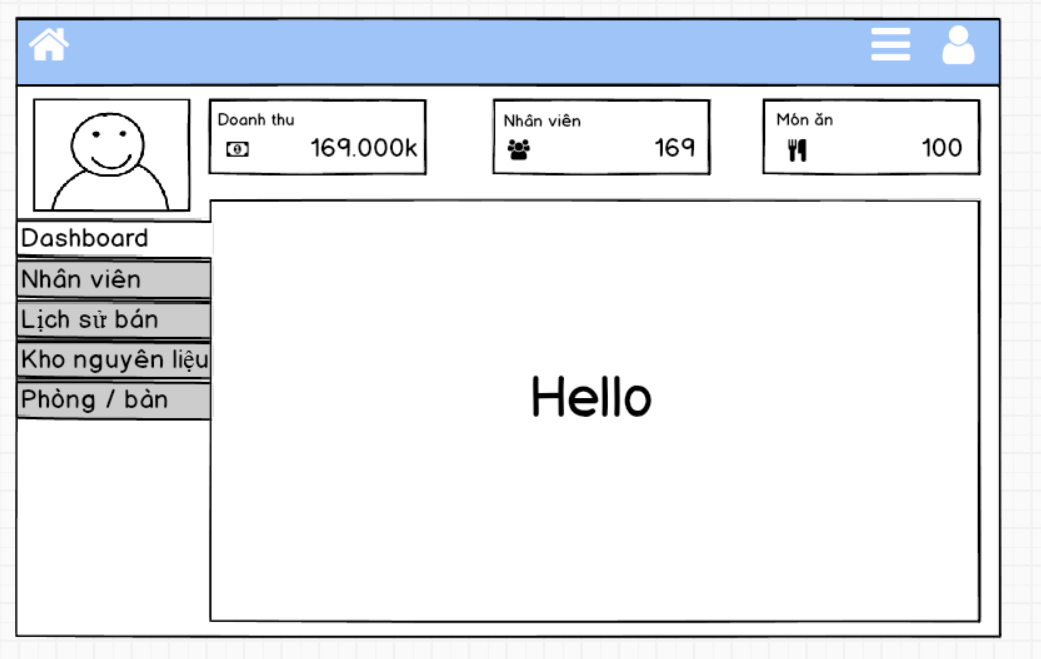 Doanh thu
169.000k
Nhân viên
169
Món ăn
100
Dashboard
Nhân viên
Lịch sử bán
Kho nguyên liệu
Phòng / bàn
Hello